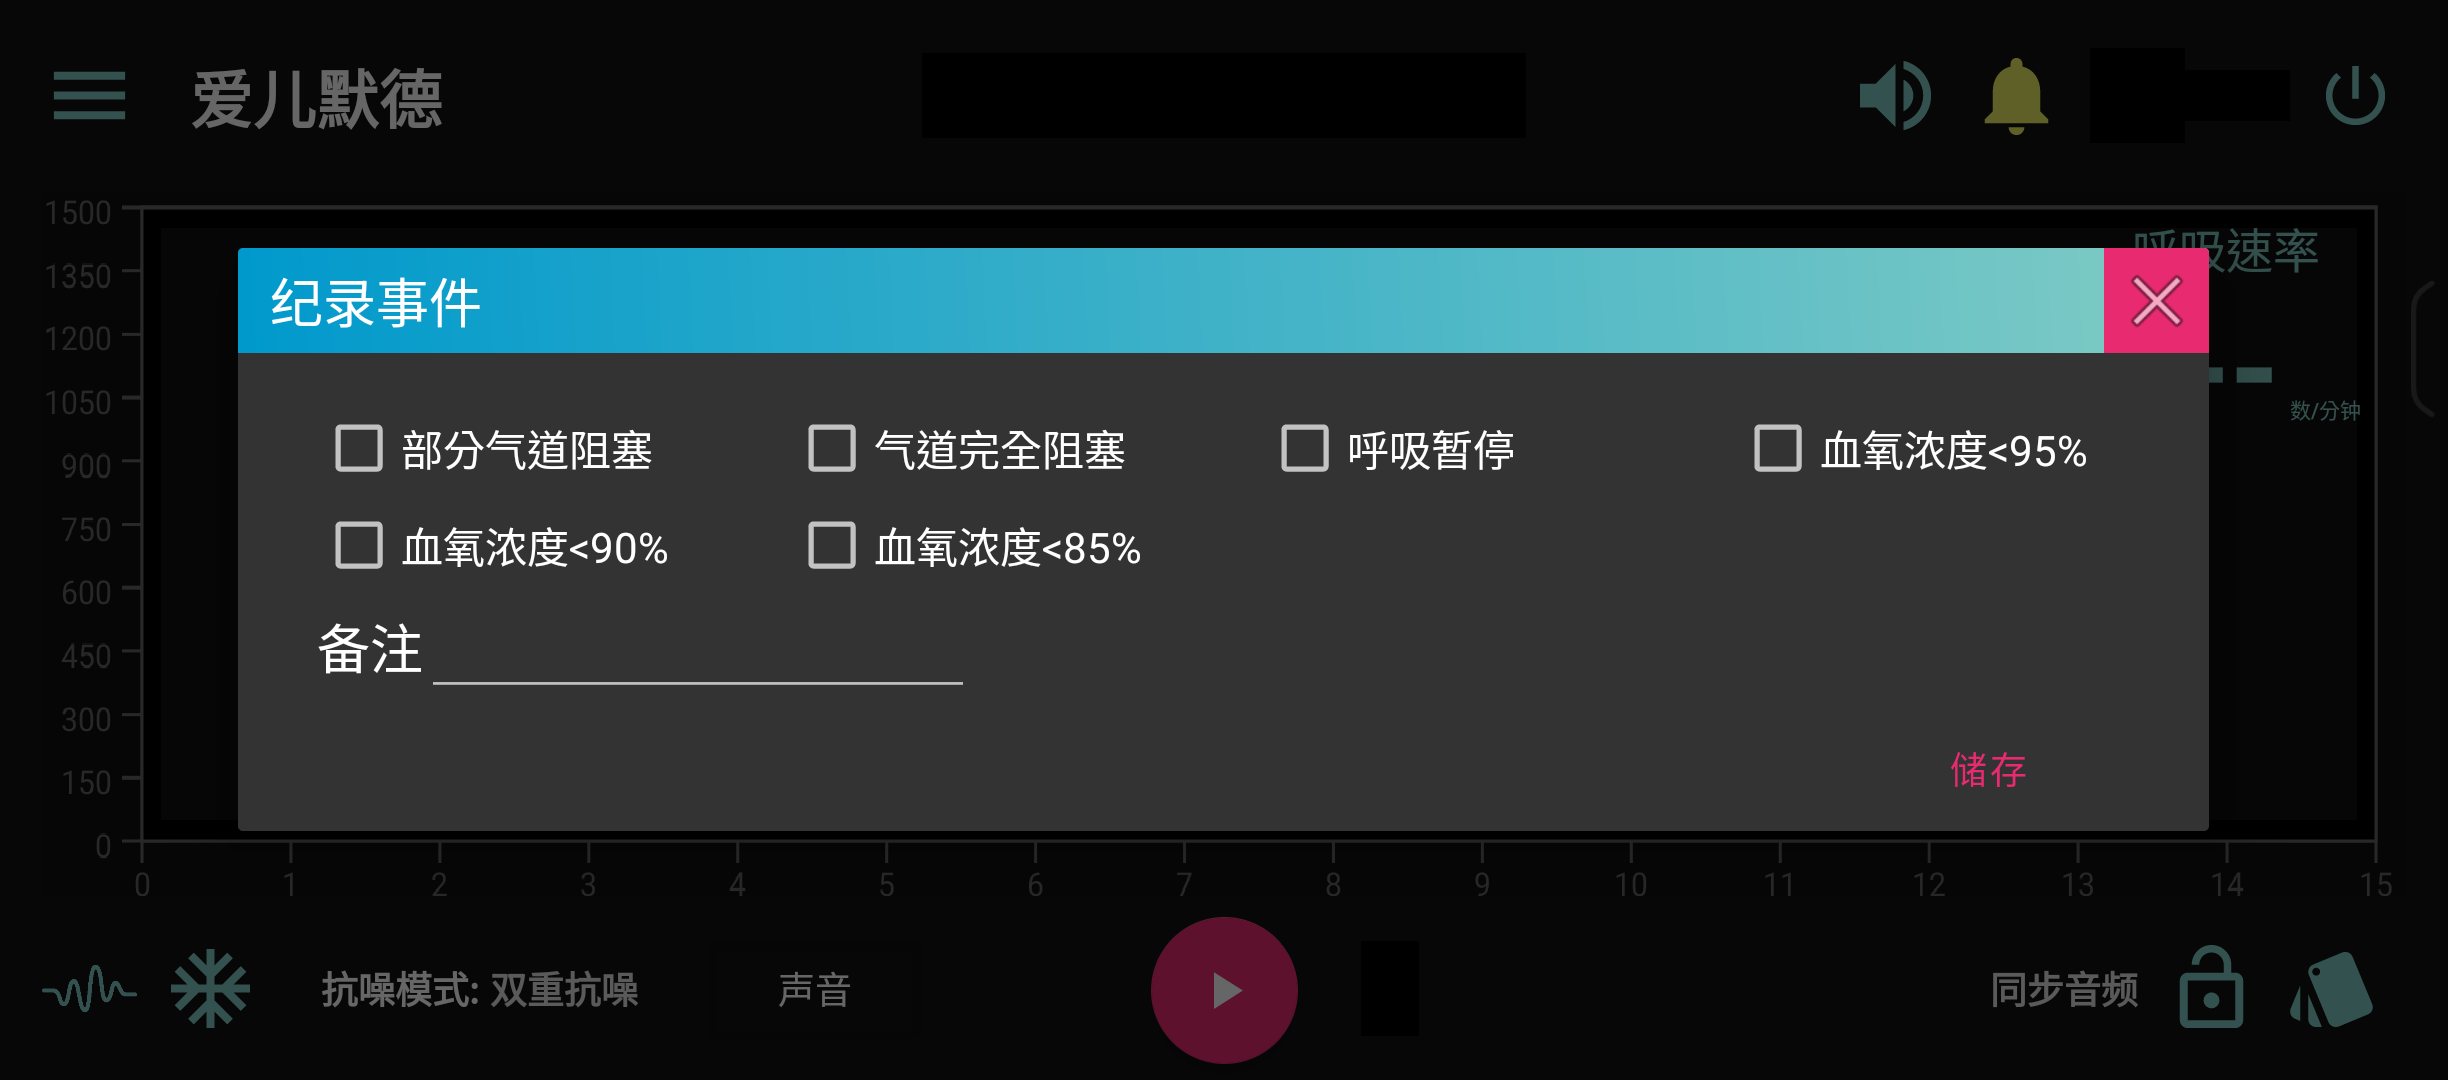 爱儿默德
呼吸速率
纪录事件
--
数/分钟
部分气道阻塞
气道完全阻塞
呼吸暂停
血氧浓度<95%
血氧浓度<90%
血氧浓度<85%
备注
储存
1500
1350
1200
1050
900
750
600
450
300
150
0
0 1 2 3 4 5 6 7 8 9 10 11 12 13 14 15
抗噪模式: 双重抗噪
声音
同步音频